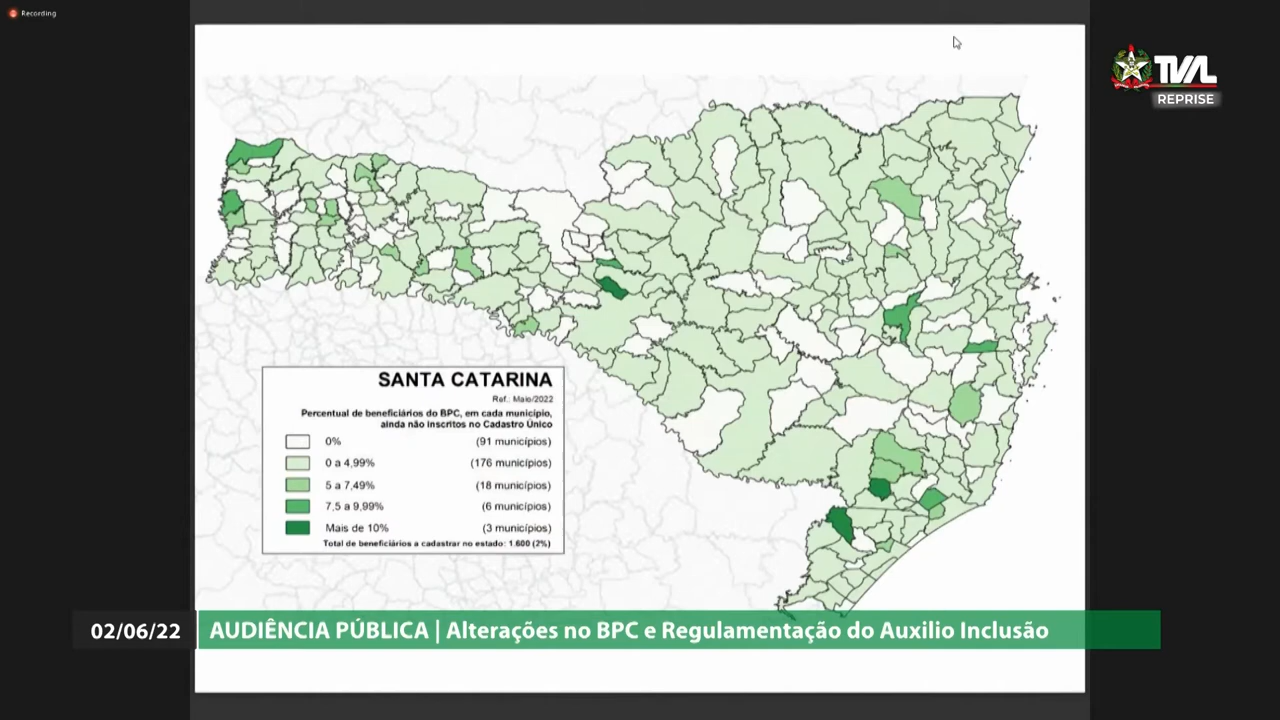 Recording
TVAL
REPRISE
SANTA CATARINA
Ref.: Maio/2022
Percentual de beneficiários do BPC, em cada município,
ainda não inscritos no Cadastro Único
0% (91 municípios)
0 a 4,99% (176 municípios)
5 a 7,49% (18 municípios)
7,5 a 9,99% (6 municípios)
Mais de 10% (3 municípios)
Total de beneficiários a cadastrar no estado: 1.600 (2%)
02/06/22 AUDIÊNCIA PÚBLICA | Alterações no BPC e Regulamentação do Auxilio Inclusão